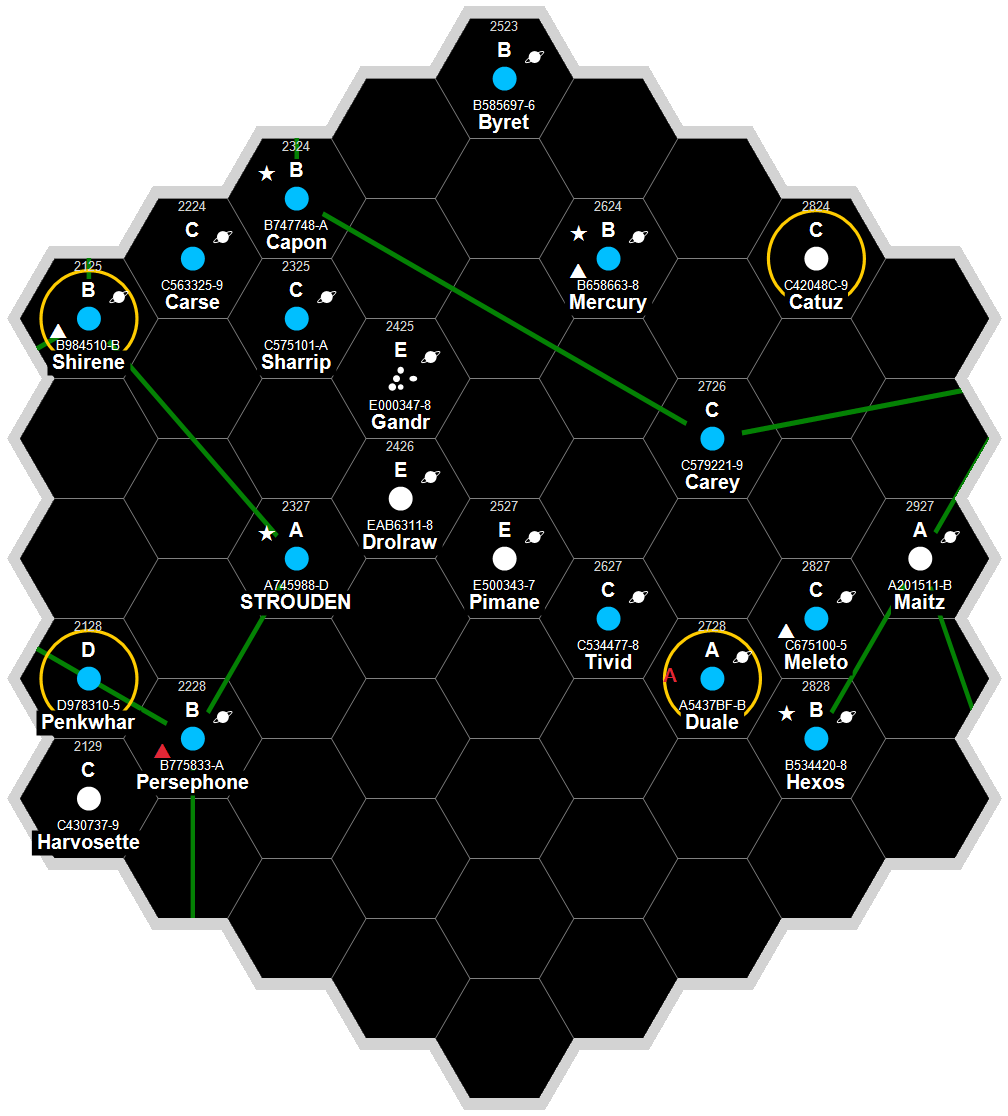 2523
B
B585697-6
Byret
2324
B
B747748-A
Capon
2224
C
C563325-9
Carse
2624
B
B658663-8
Mercury
2824
C
C42048C-9
Catuz
2125
B
B984510-B
Shirene
2325
C
C575101-A
Sharrip
2425
E
E000347-8
Gandr
2726
C
C579221-9
Carey
2426
E
EAB6311-8
Drolraw
2327
A
A745988-D
STROUDEN
2527
E
E500343-7
Pimane
2927
A
A201511-B
Maitz
2627
C
C534477-8
Tivid
2827
C
C675100-5
Meleto
2128
D
D978310-5
Penkwhar
2728
A
A
A5437BF-B
Duale
2228
B
B775833-A
Persephone
2828
B
B534420-8
Hexos
2129
C
C430737-9
Harvosette